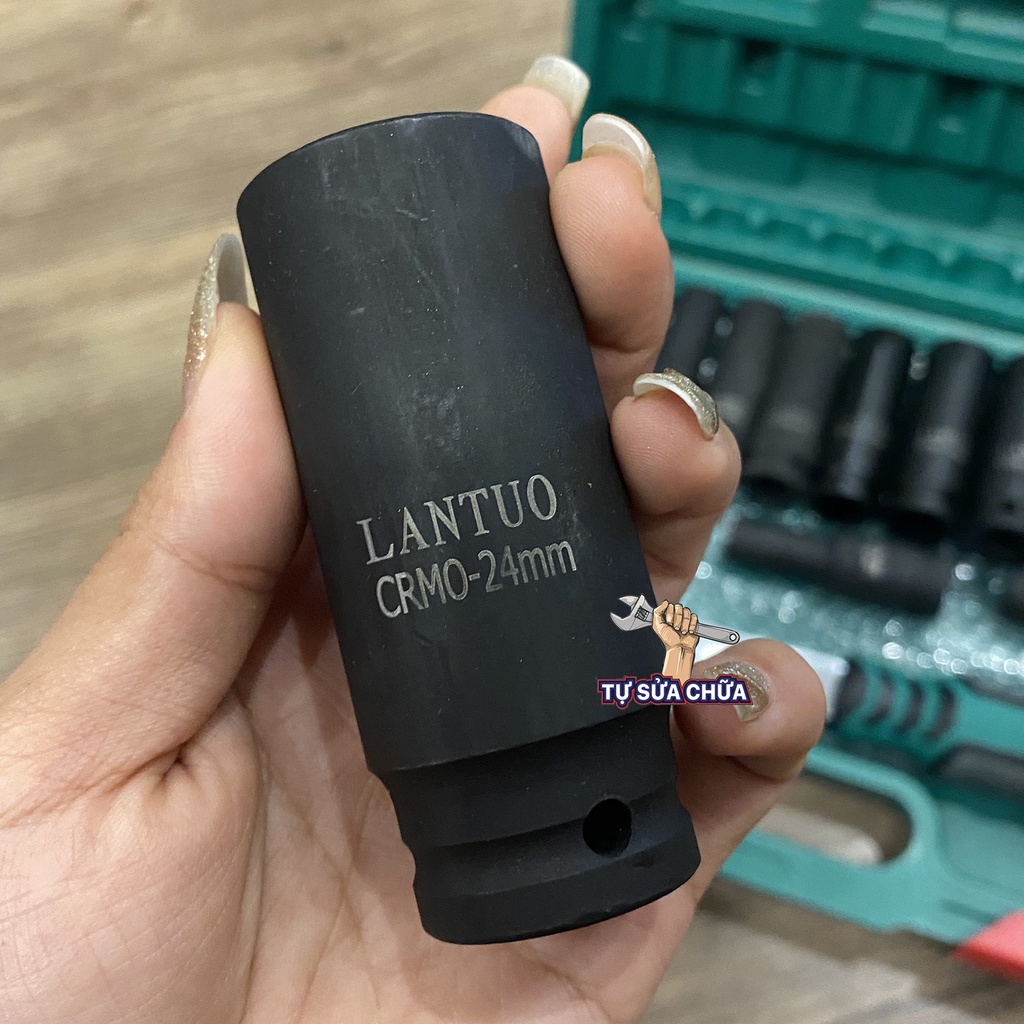 LANTUO
CRMO-24mm
TỰ SỬA CHỮA